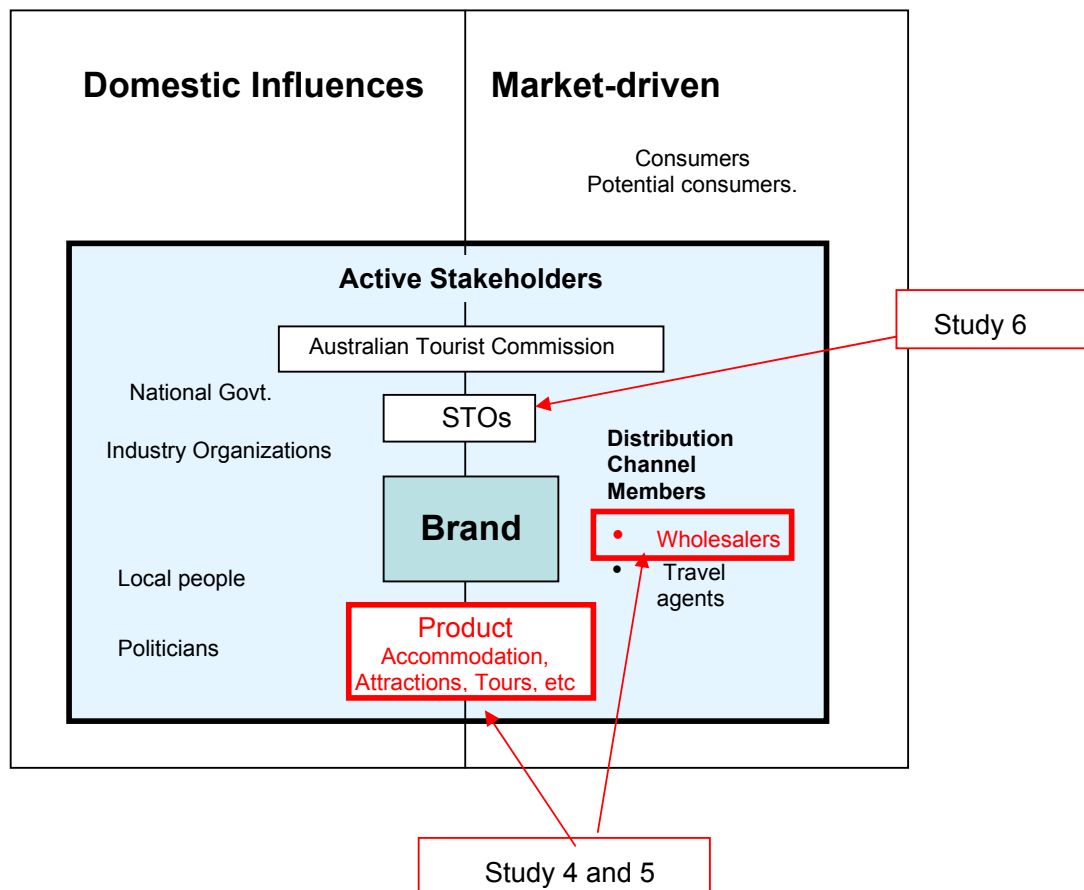 Domestic Influences
Market-driven
Consumers
Potential consumers.
Active Stakeholders
Australian Tourist Commission
Study 6
National Govt.
STOs
Industry Organizations
Distribution
Channel
Members
Brand
• Wholesalers
• Travel
agents
Local people
Product
Accommodation,
Attractions, Tours, etc
Politicians
Study 4 and 5